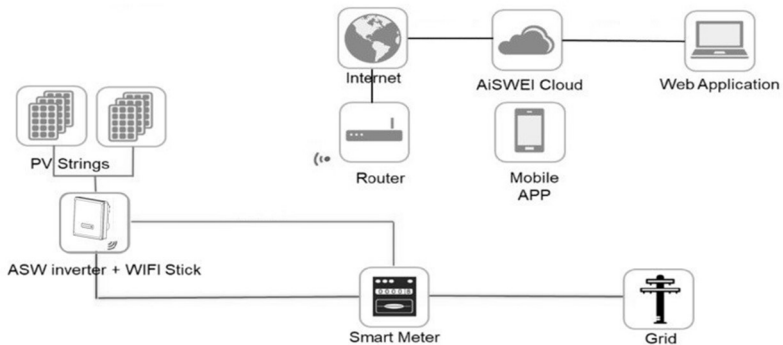 Internet
AiSWEI Cloud
Web Application
PV Strings
Router
Mobile
APP
ASW inverter + WIFI Stick
Smart Meter
Grid